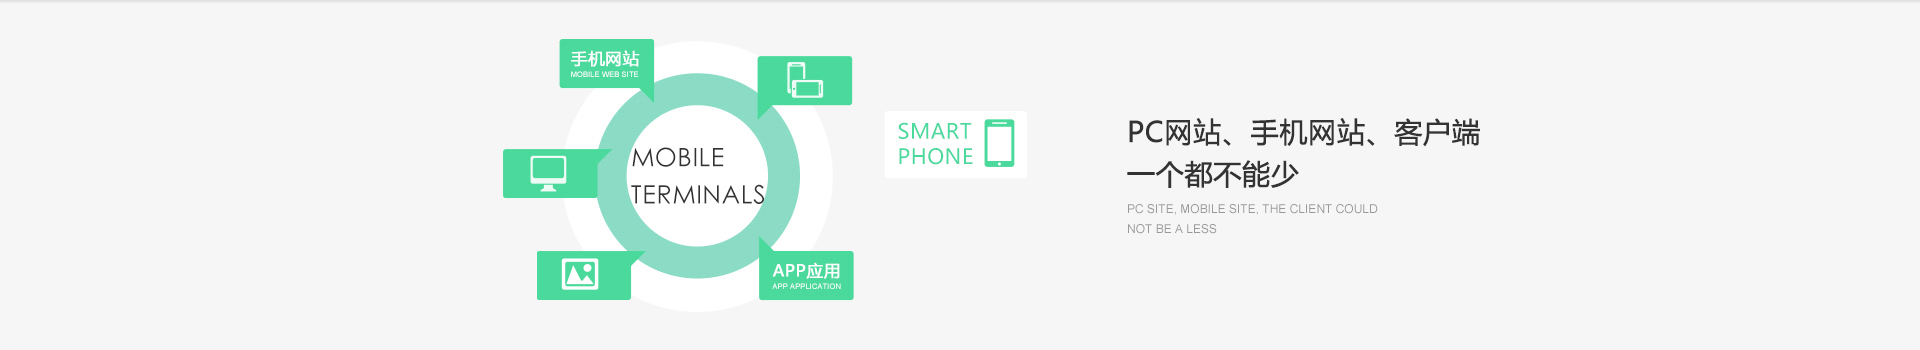 手机网站
MOBILE WEB SITE
MOBILE
TERMINALS
APP应用
APP APPLICATION
SMART
PHONE
PC网站、手机网站、客户端
一个都不能少
PC SITE, MOBILE SITE, THE CLIENT COULD
NOT BE A LESS